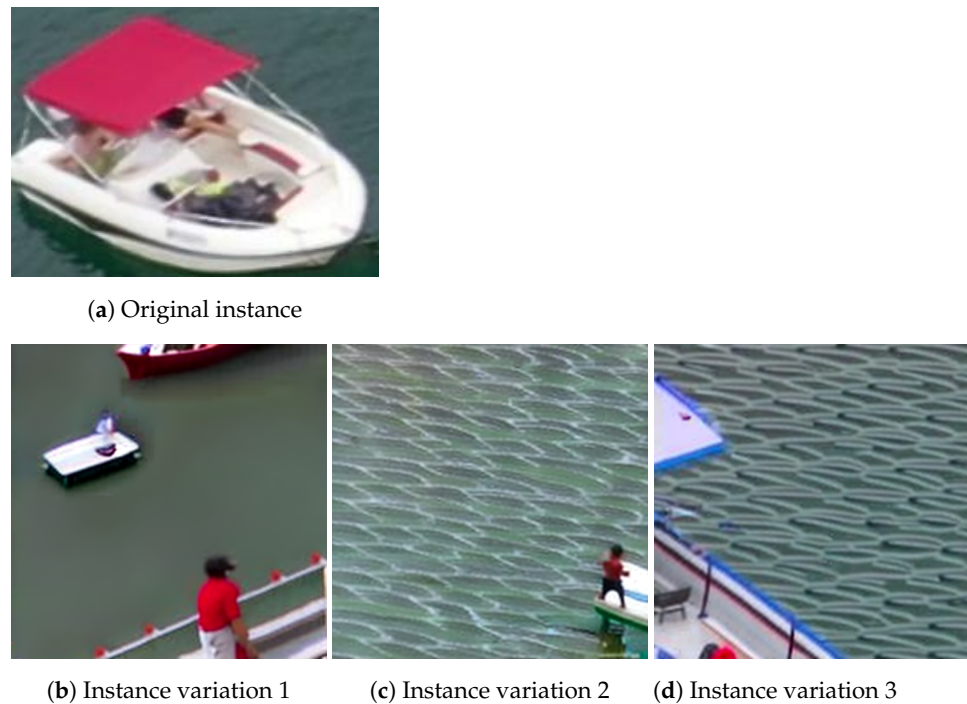 (a) Original instance
(b) Instance variation 1
(c) Instance variation 2
(d) Instance variation 3